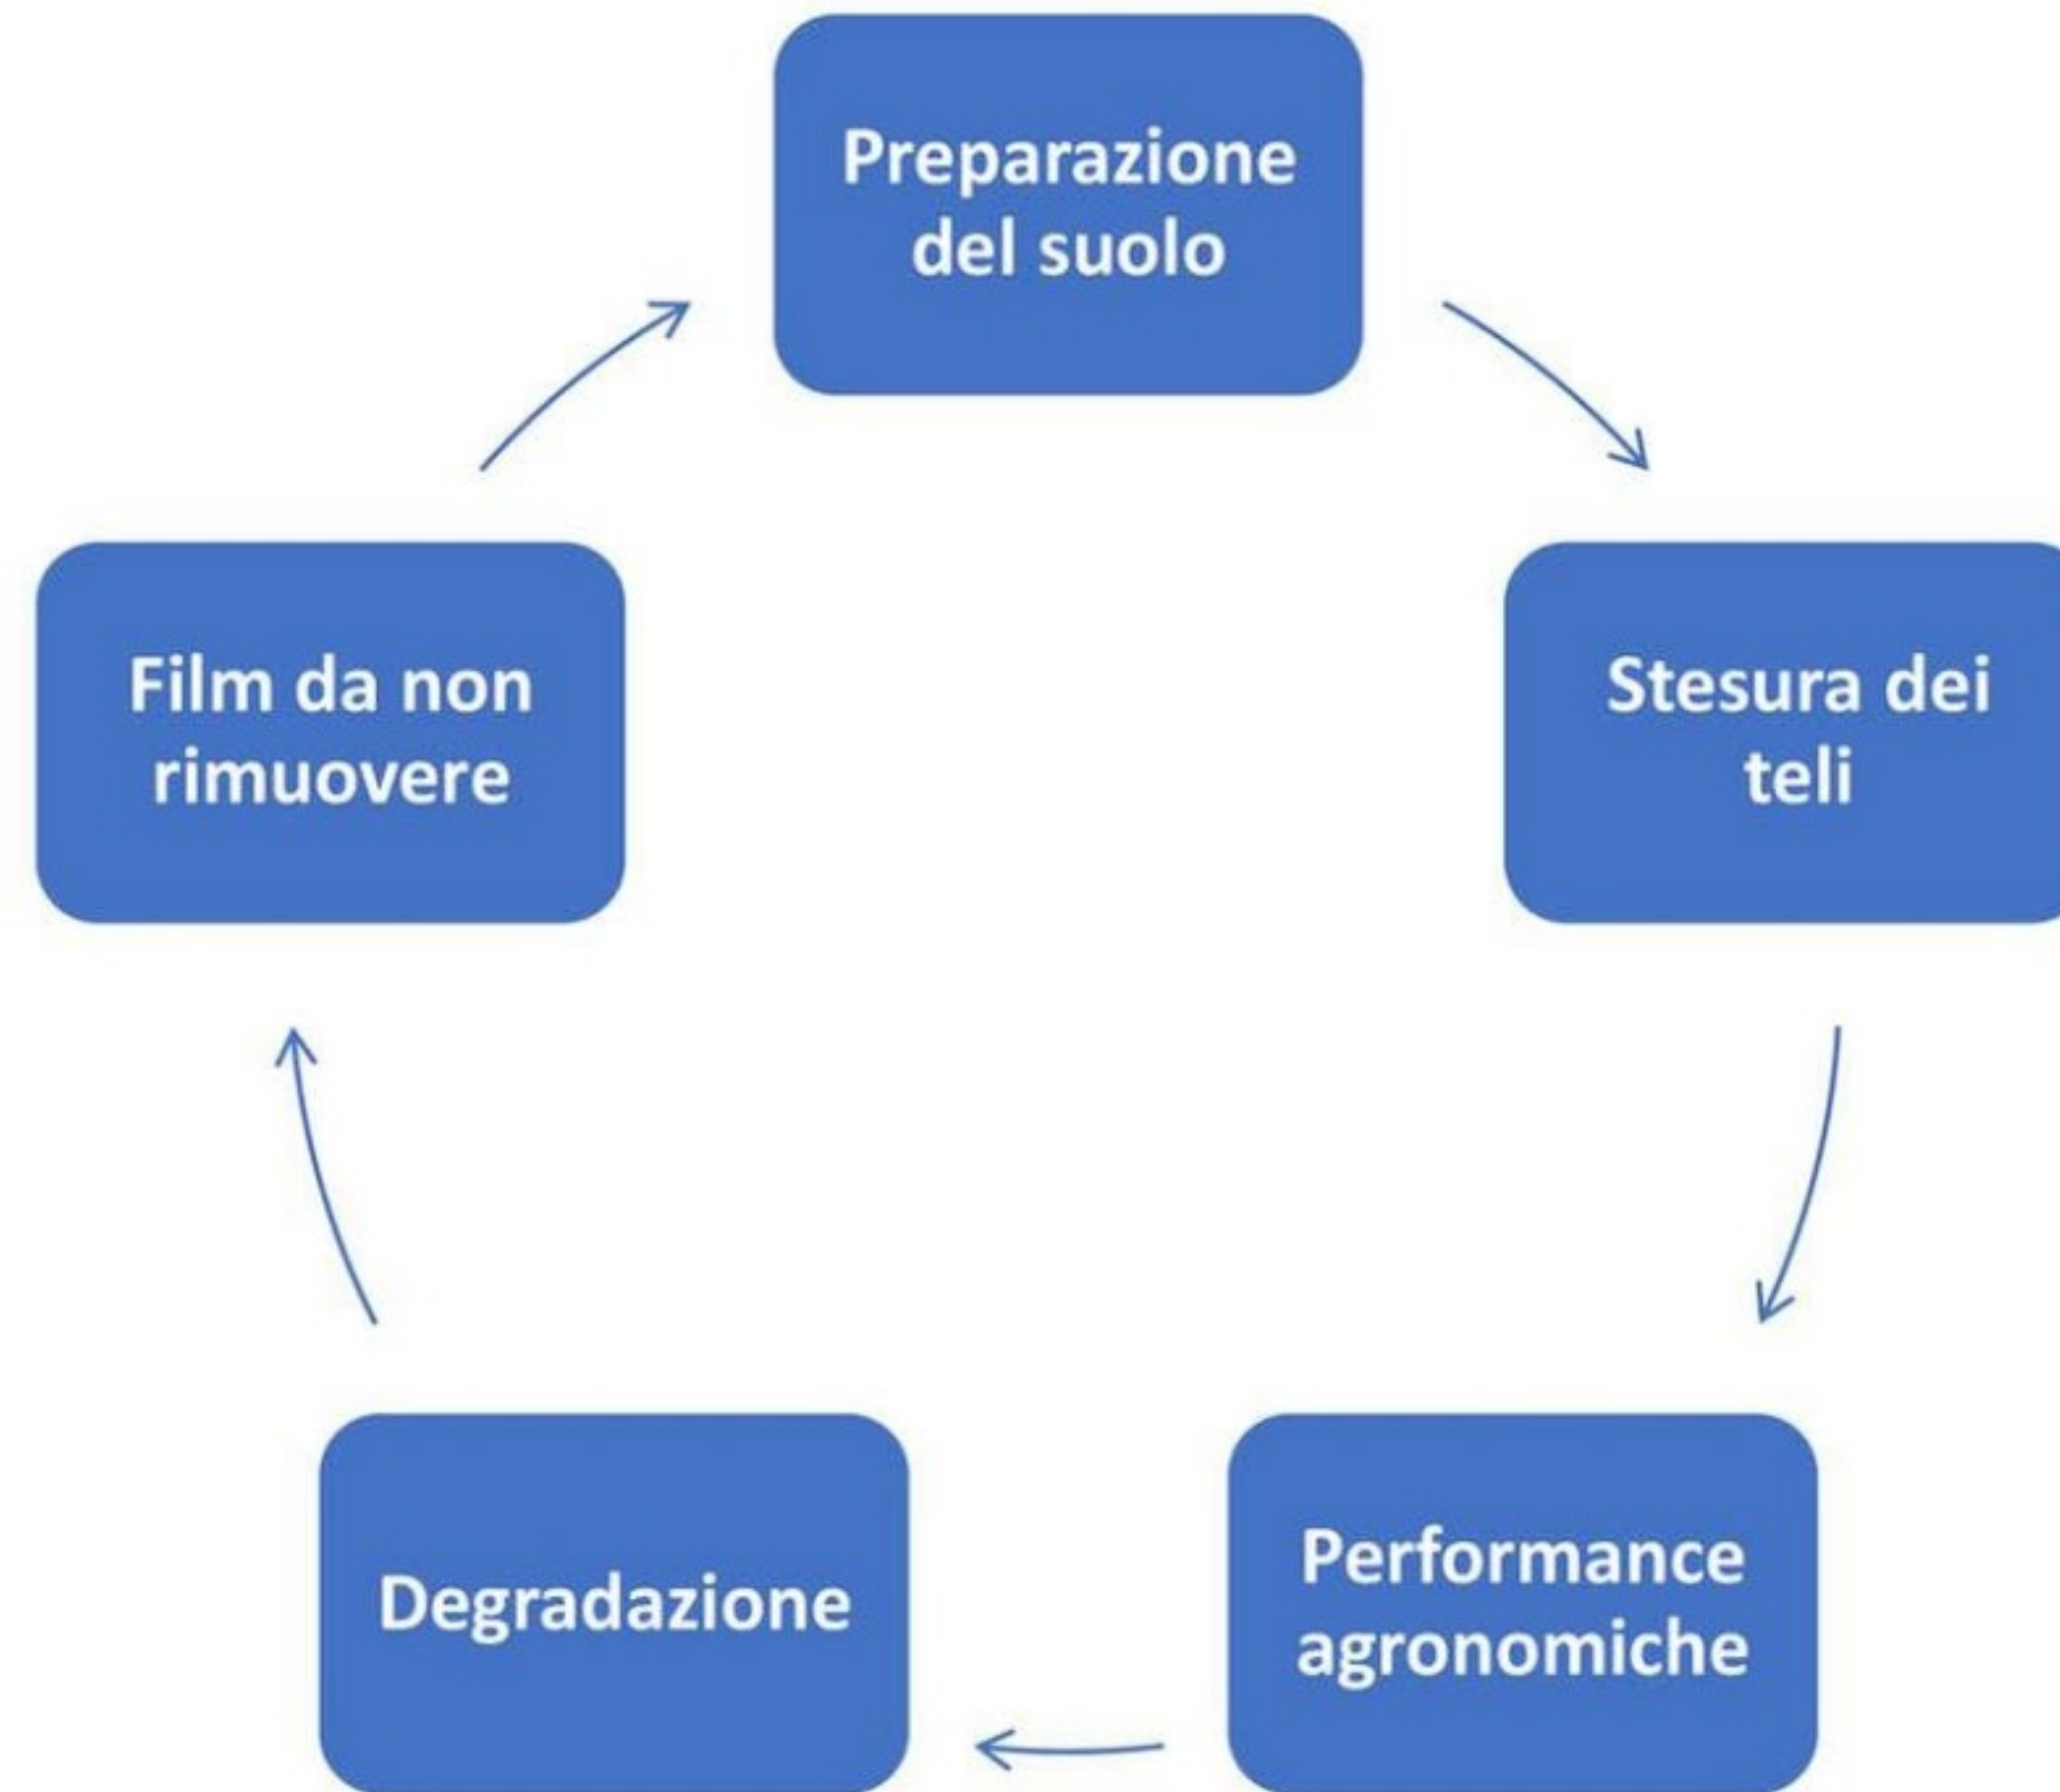 Preparazione
del suolo
Stesura dei
teli
Performance
agronomiche
Degradazione
Film da non
rimuovere